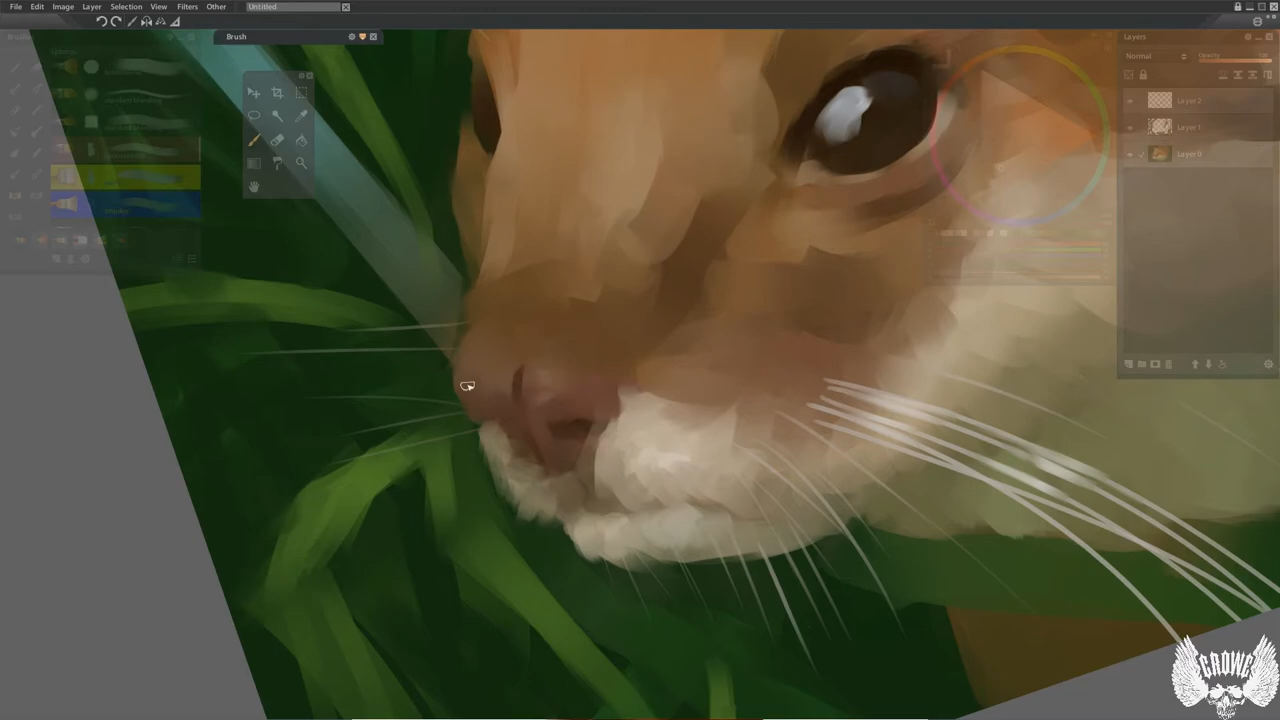 File Edit Image Layer Selection View Filters Other Untitled
Brush
Layers
Normal
Opacity
Layer 2
Layer 1
Layer 0
CROWE